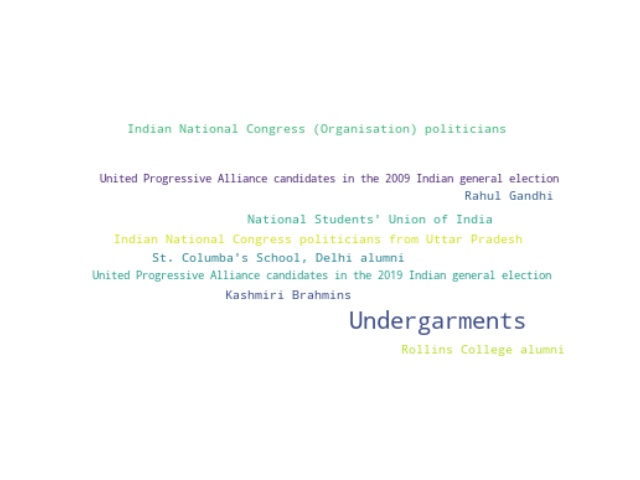 Indian National Congress (Organisation) politicians
United Progressive Alliance candidates in the 2009 Indian general election
Rahul Gandhi
National Students' Union of India
Indian National Congress politicians from Uttar Pradesh
St. Columba's School, Delhi alumni
United Progressive Alliance candidates in the 2019 Indian general election
Kashmiri Brahmins
Undergarments
Rollins College alumni